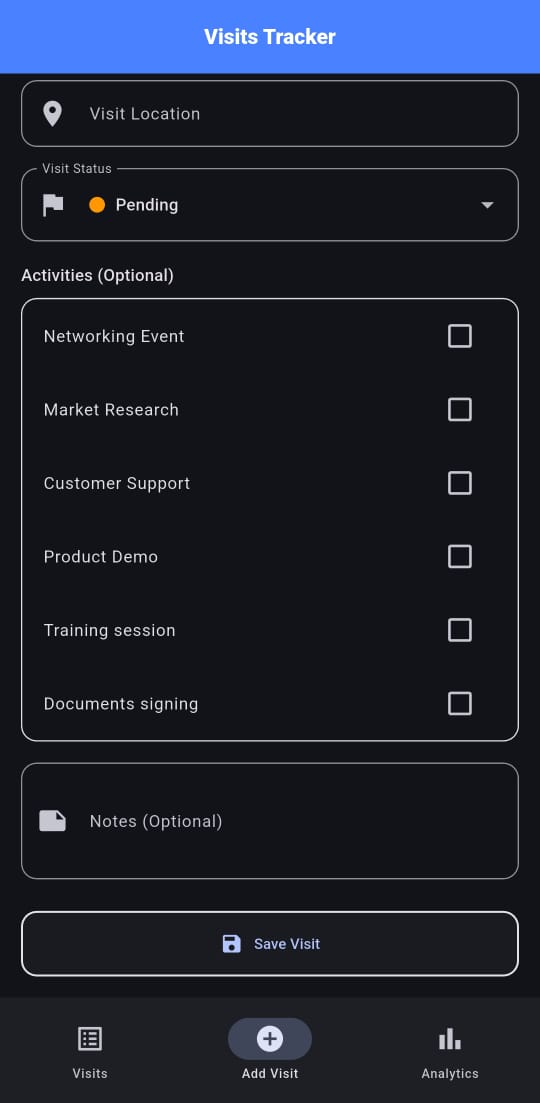 Visits Tracker
Visit Location
Visit Status
Pending
Activities (Optional)
Networking Event
Market Research
Customer Support
Product Demo
Training session
Documents signing
Notes (Optional)
Save Visit
Visits
Add Visit
Analytics